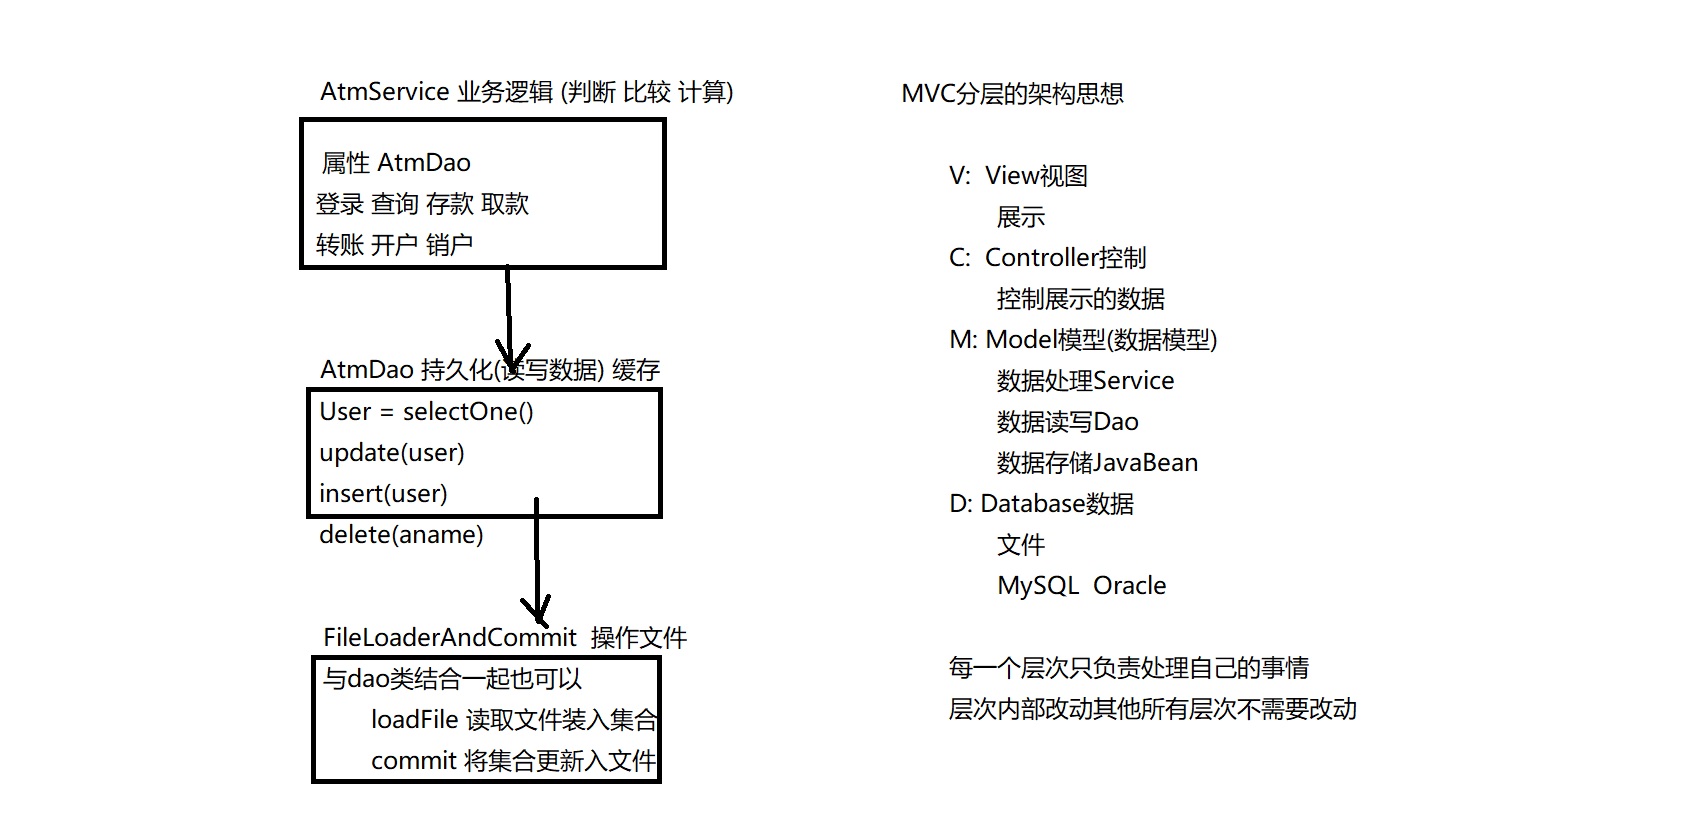 AtmService 业务逻辑 (判断 比较 计算)
属性 AtmDao
登录 查询 存款 取款
转账 开户 销户
AtmDao 持久化(读写数据) 缓存
User = selectOne()
update(user)
insert(user)
delete(aname)
FileLoaderAndCommit 操作文件
与dao类结合一起也可以
loadFile 读取文件装入集合
commit 将集合更新入文件
MVC分层的架构思想
V: View视图
展示
C: Controller控制
控制展示的数据
M: Model模型(数据模型)
数据处理Service
数据读写Dao
数据存储JavaBean
D: Database数据
文件
MySQL Oracle
每一个层次只负责处理自己的事情
层次内部改动其他所有层次不需要改动